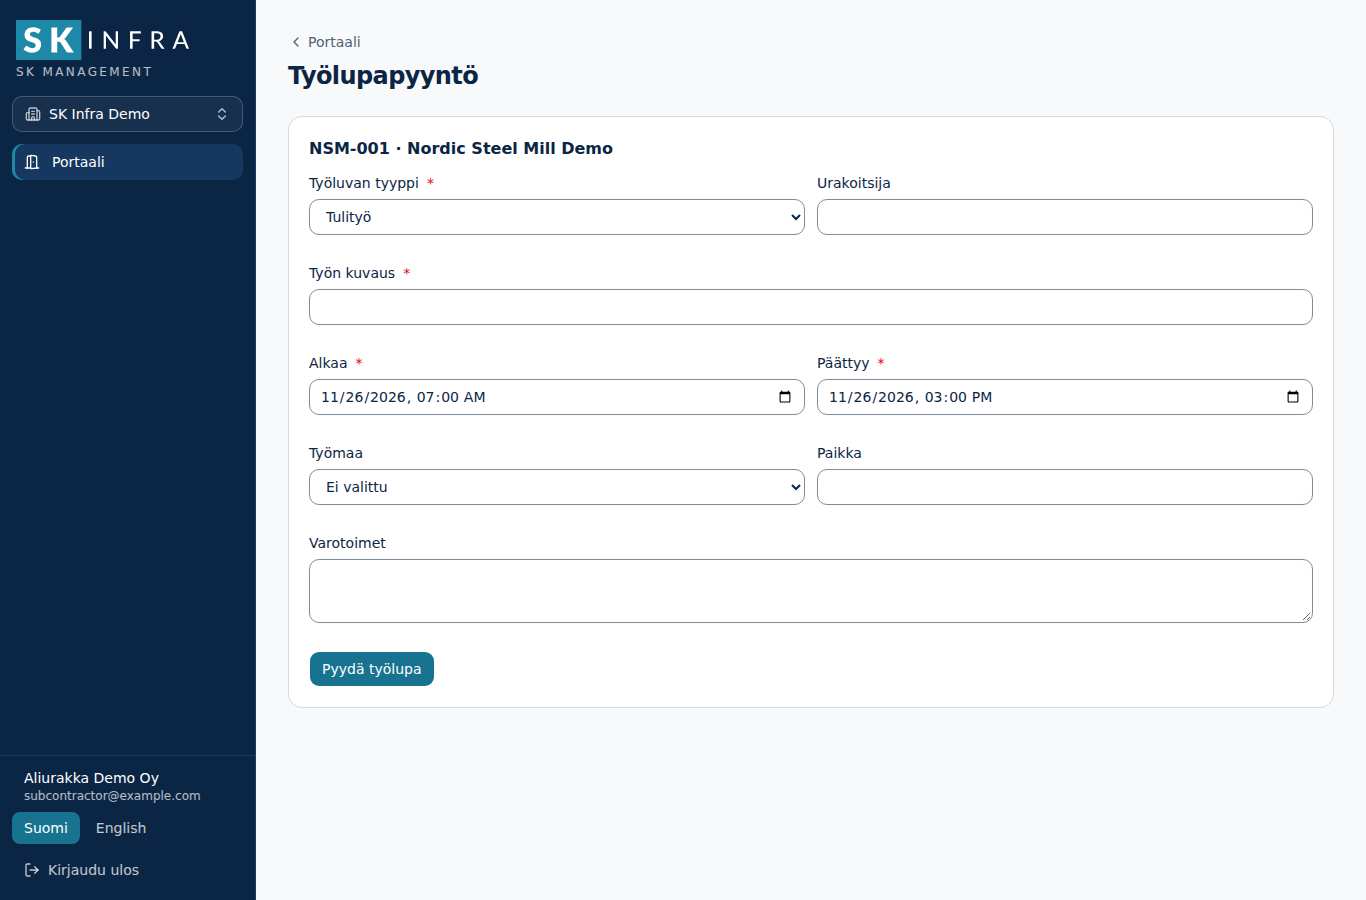 SK INFRA
SK MANAGEMENT
SK Infra Demo
Portaali
Aliurakka Demo Oy
subcontractor@example.com
Suomi English
Kirjaudu ulos
Portaali
Työlupapyyntö
NSM-001 · Nordic Steel Mill Demo
Työluvan tyyppi * Urakoitsija
Tulityö
Työn kuvaus *
Alkaa * Päättyy *
11/26/2026, 07:00 AM 11/26/2026, 03:00 PM
Työmaa Paikka
Ei valittu
Varotoimet
Pyydä työlupa